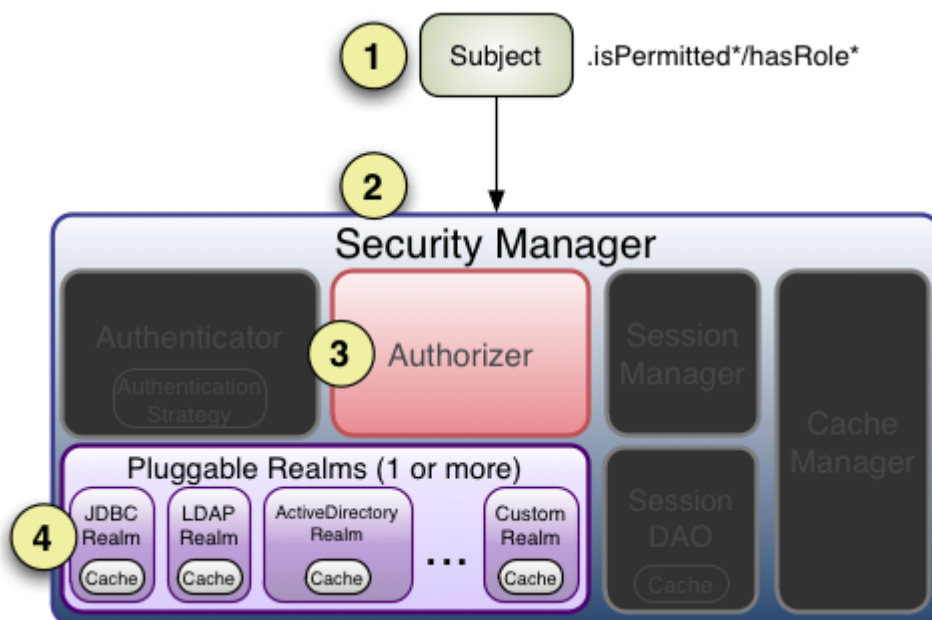 1
Subject
.isPermitted*/hasRole*
2
Security Manager
Authenticator
Authentication
Strategy
3
Authorizer
Session
Manager
Cache
Manager
Pluggable Realms (1 or more)
4
JDBC
Realm
Cache
LDAP
Realm
Cache
ActiveDirectory
Realm
Cache
...
Custom
Realm
Cache
Session
DAO
Cache